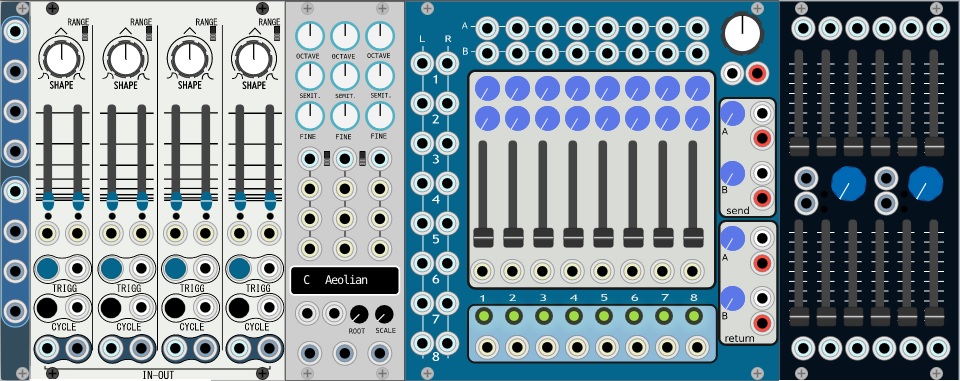 RANGE RANGE RANGE RANGE
SHAPE SHAPE SHAPE SHAPE
TRIGG TRIGG TRIGG TRIGG
CYCLE CYCLE CYCLE CYCLE
IN-OUT
OCTAVE OCTAVE OCTAVE
SEMIT. SEMIT. SEMIT.
FINE FINE FINE
C Aeolian
ROOT SCALE
A
B
L R
1
2
3
4
5
6
7
8
1 2 3 4 5 6 7 8
A
B
send
A
B
return